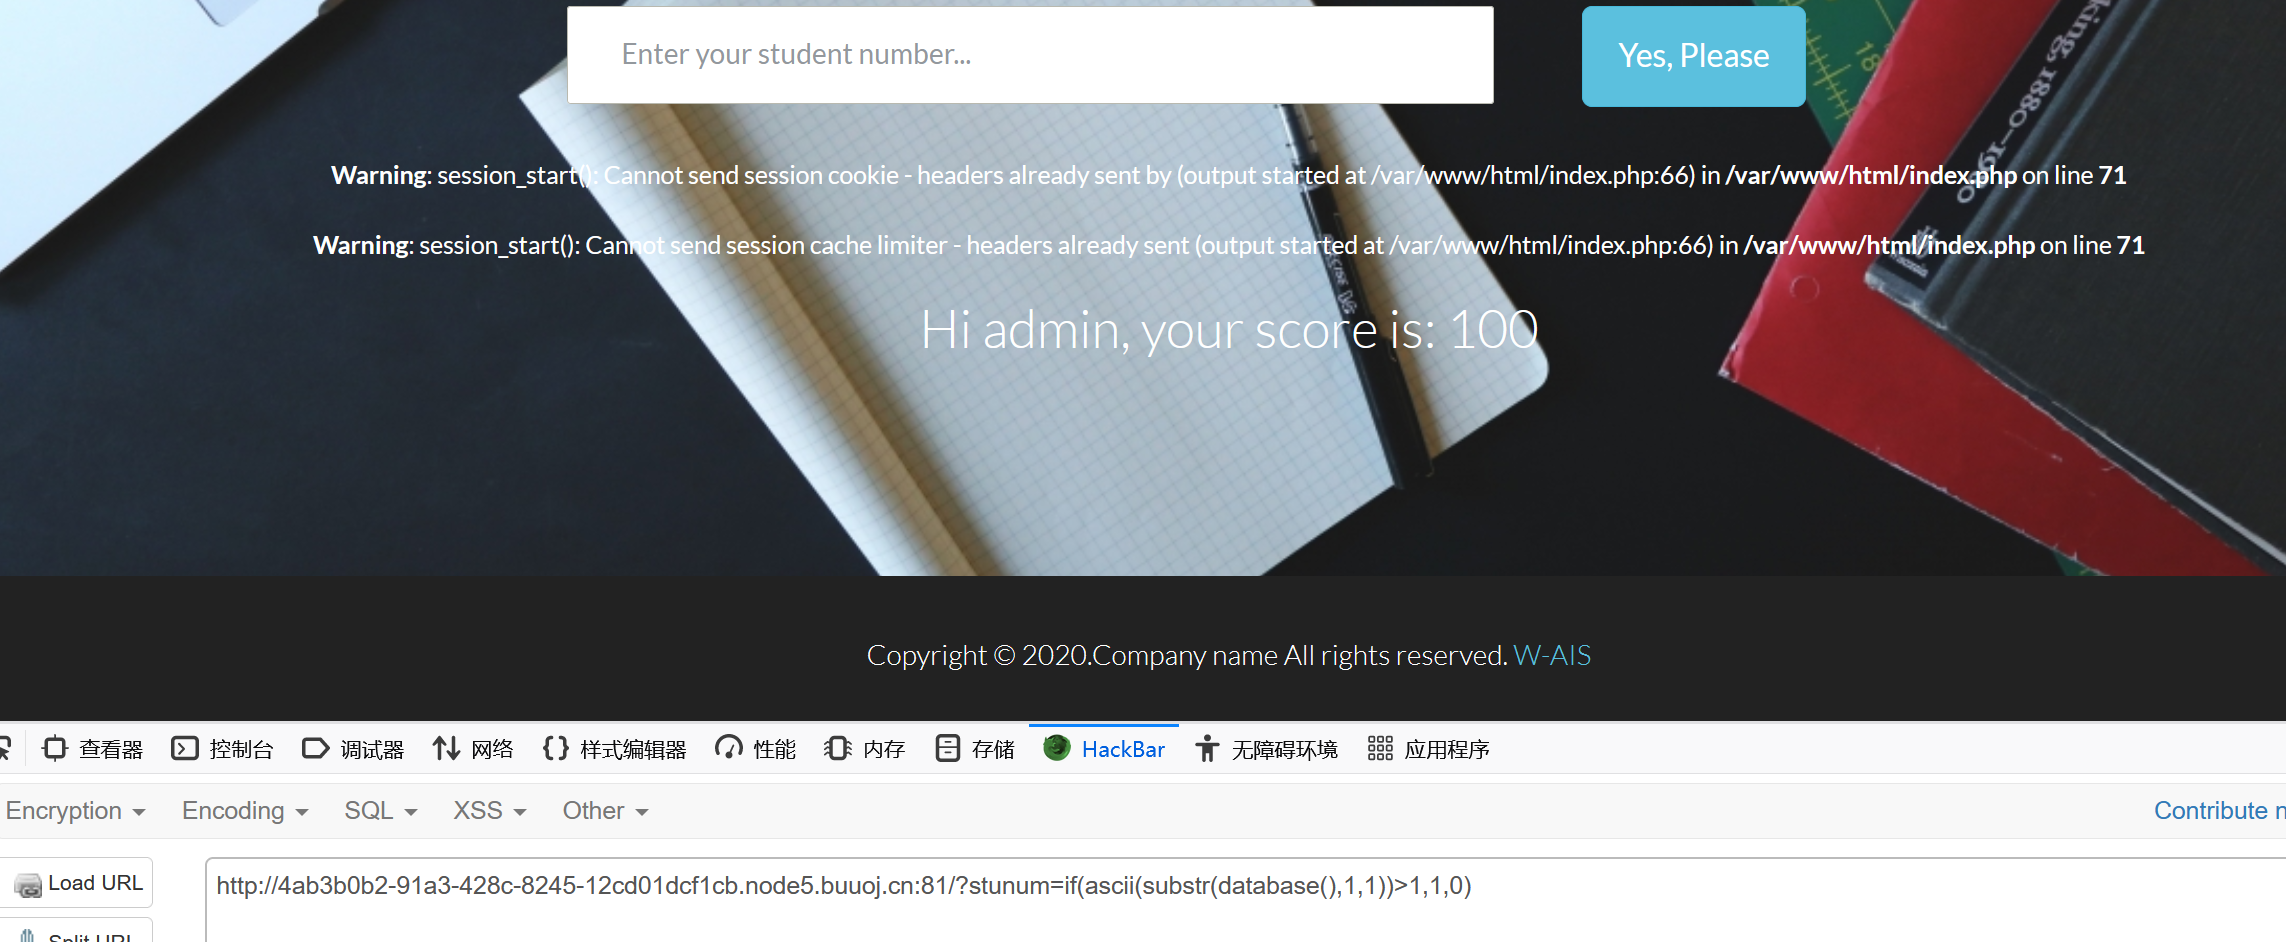 Enter your student number...
Yes, Please
king, 1880–1910
18
Warning: session_start(): Cannot send session cookie - headers already sent by (output started at /var/www/html/index.php:66) in /var/www/html/index.php on line 71
Warning: session_start(): Cannot send session cache limiter - headers already sent (output started at /var/www/html/index.php:66) in /var/www/html/index.php on line 71
Hi admin, your score is: 100
Copyright © 2020.Company name All rights reserved. W-AIS
查看器 控制台 调试器 网络 样式编辑器 性能 内存 存储 HackBar 无障碍环境 应用程序
Encryption Encoding SQL XSS Other Contribute
Load URL
http://4ab3b0b2-91a3-428c-8245-12cd01dcf1cb.node5.buuoj.cn:81/?stunum=if(ascii(substr(database(),1,1))>1,1,0)
Split URL